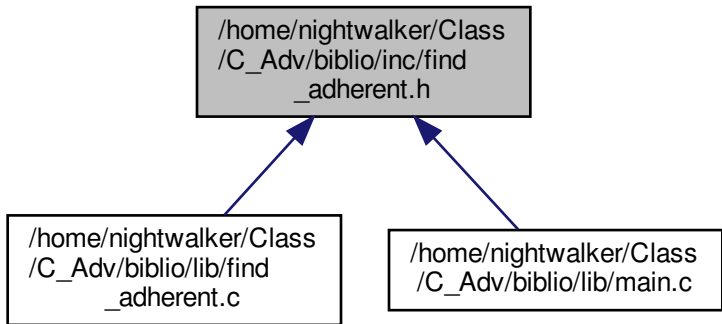 /home/nightwalker/Class
/C_Adv/biblio/inc/find
_adherent.h
/home/nightwalker/Class
/C_Adv/biblio/lib/find
_adherent.c
/home/nightwalker/Class
/C_Adv/biblio/lib/main.c